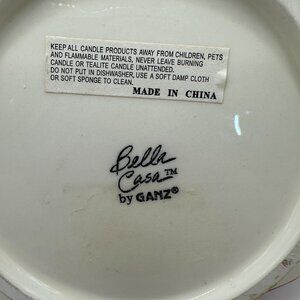 KEEP ALL CANDLE PRODUCTS AWAY FROM CHILDREN, PETS
AND FLAMMABLE MATERIALS, NEVER LEAVE BURNING
CANDLE OR TEALITE CANDLE UNATTENDED.
DO NOT PUT IN DISHWASHER, USE A SOFT DAMP CLOTH
OR SOFT SPONGE TO CLEAN.
MADE IN CHINA
Bella
Casa™
by GANZ®